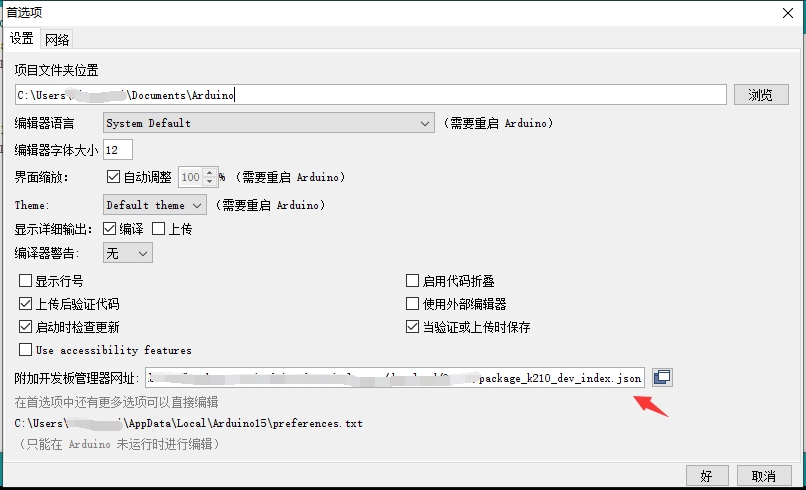 首选项
设置 网络
项目文件夹位置
C:\Users\ \Documents\Arduino 浏览
编辑器语言 System Default (需要重启 Arduino)
编辑器字体大小 12
界面缩放: 自动调整 100 % (需要重启 Arduino)
Theme: Default theme (需要重启 Arduino)
显示详细输出: 编译 上传
编译器警告: 无
显示行号 启用代码折叠
上传后验证代码 使用外部编辑器
启动时检查更新 当验证或上传时保存
Use accessibility features
附加开发板管理器网址: package_k210_dev_index.json
在首选项中还有更多选项可以直接编辑
C:\Users\ \AppData\Local\Arduino15\preferences.txt
(只能在 Arduino 未运行时进行编辑)
好 取消